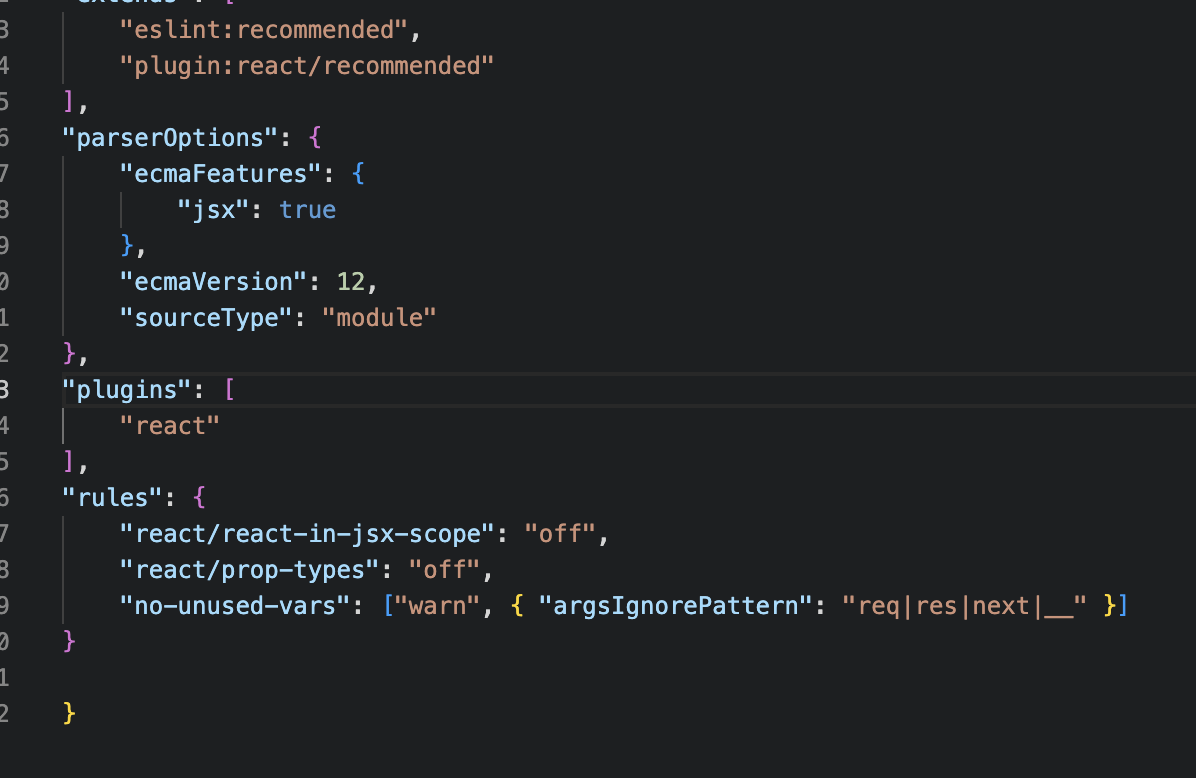 3 "eslint:recommended",
4 "plugin:react/recommended"
5 ],
6 "parserOptions": {
7 "ecmaFeatures": {
8 "jsx": true
9 },
0 "ecmaVersion": 12,
1 "sourceType": "module"
2 },
3 "plugins": [
4 "react"
5 ],
6 "rules": {
7 "react/react-in-jsx-scope": "off",
8 "react/prop-types": "off",
9 "no-unused-vars": ["warn", { "argsIgnorePattern": "req|res|next|__" }]
0 }
1
2 }